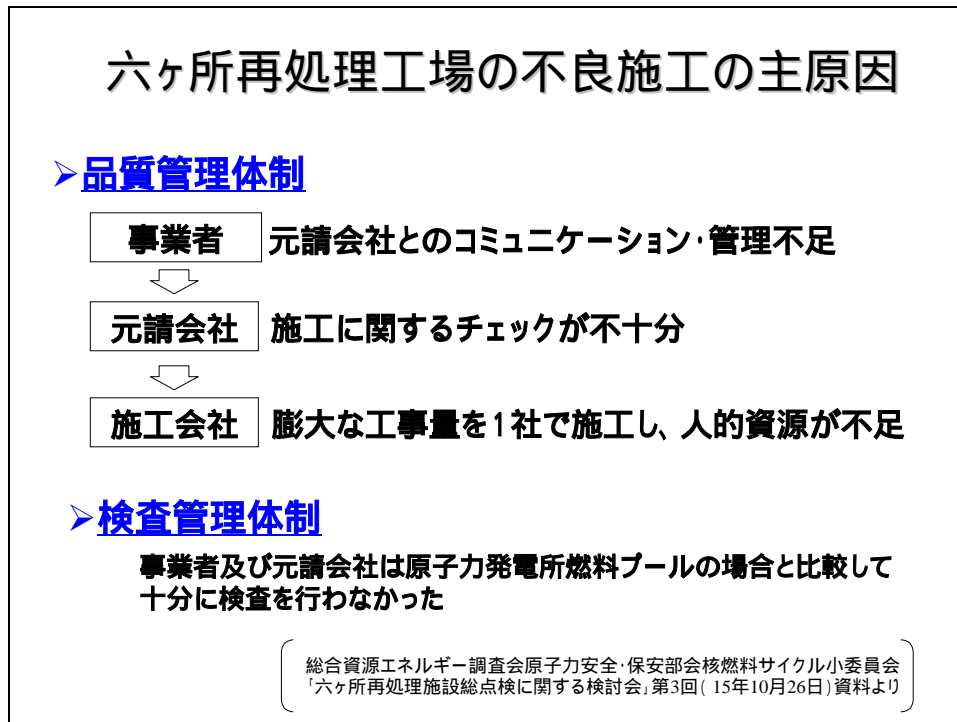 六ヶ所再処理工場の不良施工の主原因
➢品質管理体制
事業者 元請会社とのコミュニケーション・管理不足
元請会社 施工に関するチェックが不十分
施工会社 膨大な工事量を1社で施工し、人的資源が不足
➢検査管理体制
事業者及び元請会社は原子力発電所燃料プールの場合と比較して
十分に検査を行わなかった
総合資源エネルギー調査会原子力安全・保安部会核燃料サイクル小委員会
「六ヶ所再処理施設総点検に関する検討会」第3回( 15年10月26日)資料より